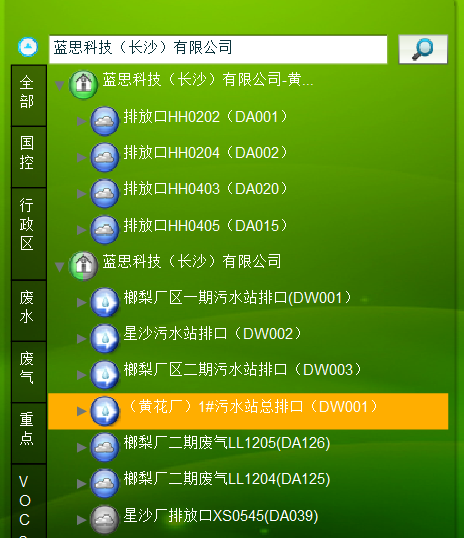 蓝思科技（长沙）有限公司
全部
国控
行政区
废水
废气
重点
VOC
蓝思科技（长沙）有限公司-黄...
排放口HH0202（DA001）
排放口HH0204（DA002）
排放口HH0403（DA020）
排放口HH0405（DA015）
蓝思科技（长沙）有限公司
榔梨厂区一期污水站排口(DW001）
星沙污水站排口（DW002）
榔梨厂区二期污水站排口（DW003）
（黄花厂）1#污水站总排口（DW001）
榔梨厂二期废气LL1205(DA126)
榔梨厂二期废气LL1204(DA125)
星沙厂排放口XS0545(DA039)